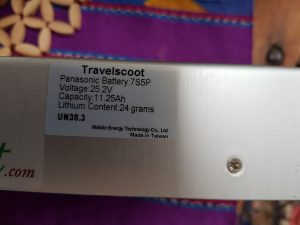 Travelscoot
Panasonic Battery:7S5P
Voltage:25.2V
Capacity:11.25Ah
Lithium Content:24 grams
UN38.3
Mobile Energy Technology Co., Ltd.
Made in Taiwan
.com